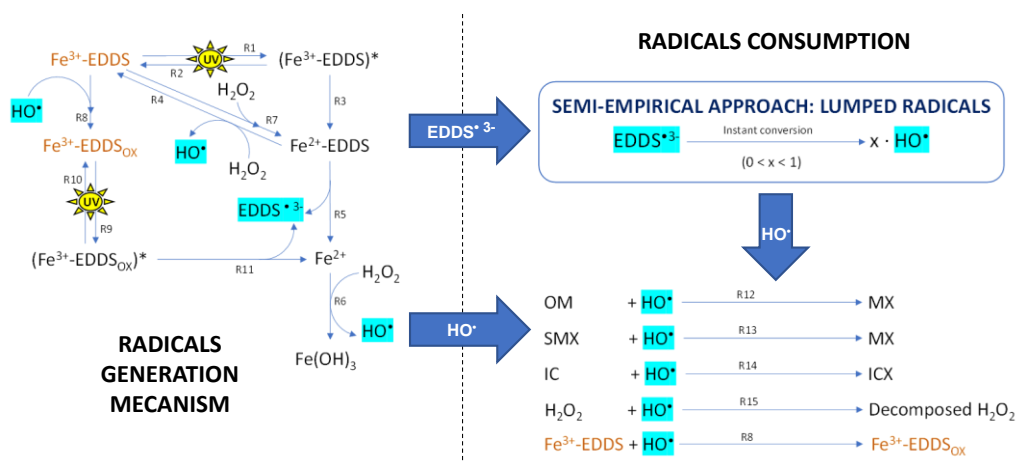 RADICALS CONSUMPTION
Fe³⁺-EDDS
R1
UV
R2
(Fe³⁺-EDDS)*
HO•
R8
R4
H₂O₂
R7
R3
Fe³⁺-EDDS_OX
HO•
H₂O₂
Fe²⁺-EDDS
R10
UV
R9
EDDS•³⁻
R5
(Fe³⁺-EDDS_OX)*
R11
Fe²⁺
H₂O₂
R6
HO•
Fe(OH)₃
RADICALS
GENERATION
MECANISM
EDDS•³⁻
HO•
SEMI-EMPIRICAL APPROACH: LUMPED RADICALS
EDDS•³⁻ Instant conversion x · HO•
(0 < x < 1)
HO•
OM + HO• R12 MX
SMX + HO• R13 MX
IC + HO• R14 ICX
H₂O₂ + HO• R15 Decomposed H₂O₂
Fe³⁺-EDDS + HO• R8 Fe³⁺-EDDS_OX